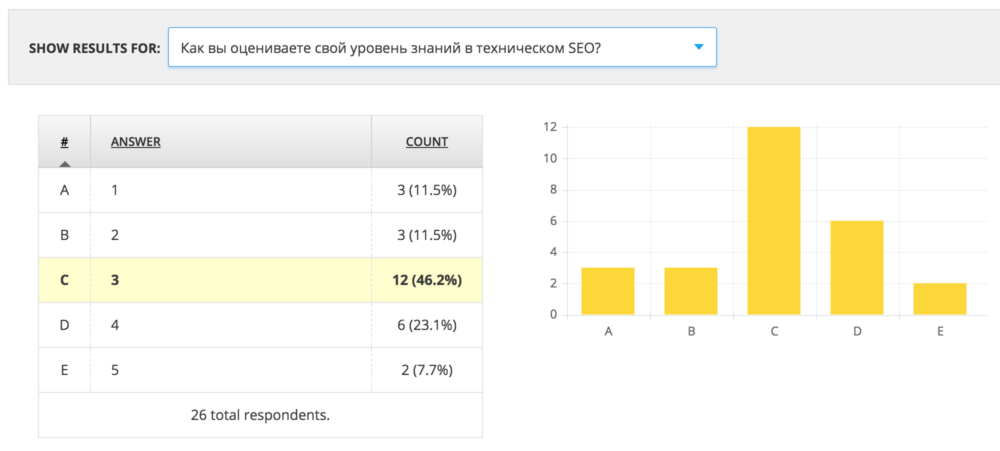 SHOW RESULTS FOR: Как вы оцениваете свой уровень знаний в техническом SEO?
# ANSWER COUNT
A 1 3 (11.5%)
B 2 3 (11.5%)
C 3 12 (46.2%)
D 4 6 (23.1%)
E 5 2 (7.7%)
26 total respondents.
12
10
8
6
4
2
0
A B C D E